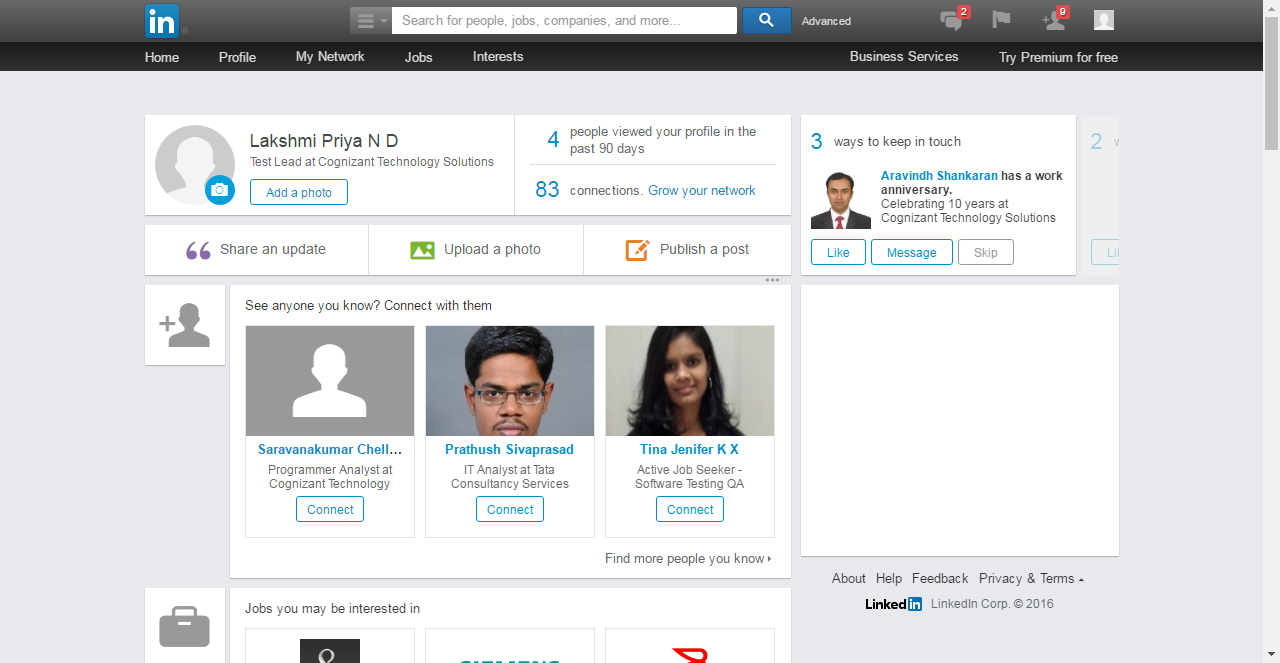 in
Search for people, jobs, companies, and more...
Advanced
2
9
Home
Profile
My Network
Jobs
Interests
Business Services
Try Premium for free
Lakshmi Priya N D
Test Lead at Cognizant Technology Solutions
Add a photo
4 people viewed your profile in the
past 90 days
83 connections. Grow your network
3 ways to keep in touch
Aravindh Shankaran has a work
anniversary.
Celebrating 10 years at
Cognizant Technology Solutions
Like
Message
Skip
2
Share an update
Upload a photo
Publish a post
See anyone you know? Connect with them
Saravanakumar Chell...
Programmer Analyst at
Cognizant Technology
Connect
Prathush Sivaprasad
IT Analyst at Tata
Consultancy Services
Connect
Tina Jenifer K X
Active Job Seeker -
Software Testing QA
Connect
Find more people you know
About Help Feedback Privacy & Terms
Linked in LinkedIn Corp. © 2016
Jobs you may be interested in